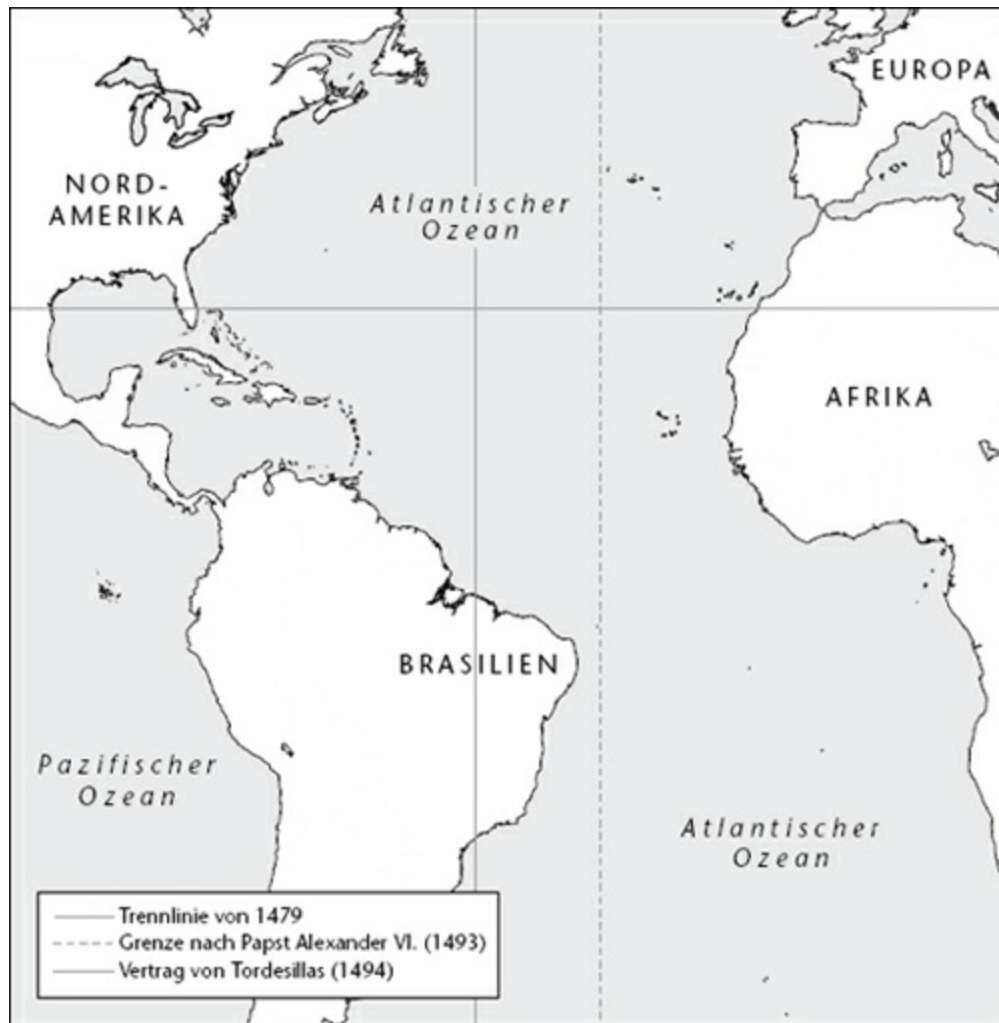 EUROPA
NORD-
AMERIKA
Atlantischer
Ozean
AFRIKA
BRASILIEN
Pazifischer
Ozean
Atlantischer
Ozean
Trennlinie von 1479
Grenze nach Papst Alexander VI. (1493)
Vertrag von Tordesillas (1494)